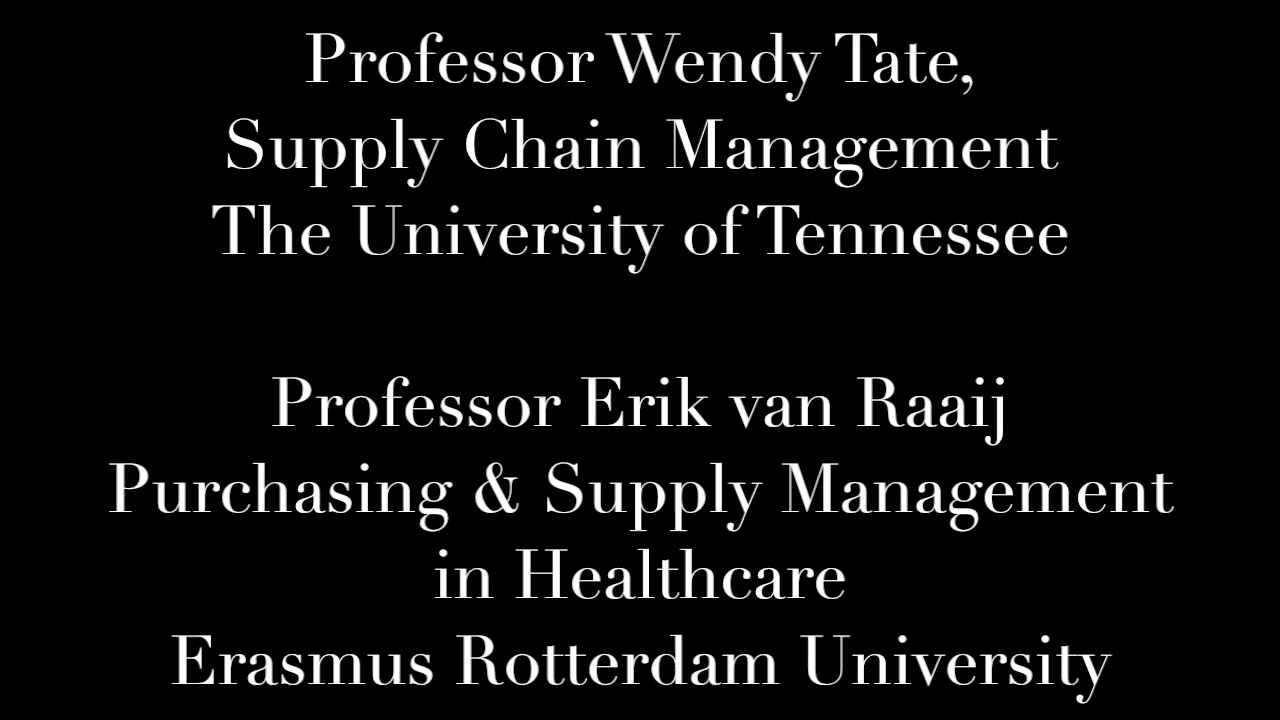 Professor Wendy Tate,
Supply Chain Management
The University of Tennessee
Professor Erik van Raaij
Purchasing & Supply Management
in Healthcare
Erasmus Rotterdam University